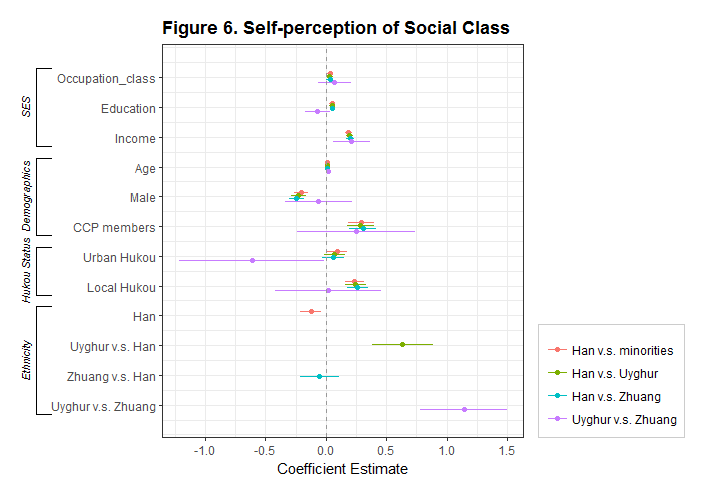 Figure 6. Self-perception of Social Class
SES
Occupation_class
Education
Income
Demographics
Age
Male
CCP members
Hukou Status
Urban Hukou
Local Hukou
Ethnicity
Han
Uyghur v.s. Han
Zhuang v.s. Han
Uyghur v.s. Zhuang
-1.0 -0.5 0.0 0.5 1.0 1.5
Coefficient Estimate
Han v.s. minorities
Han v.s. Uyghur
Han v.s. Zhuang
Uyghur v.s. Zhuang